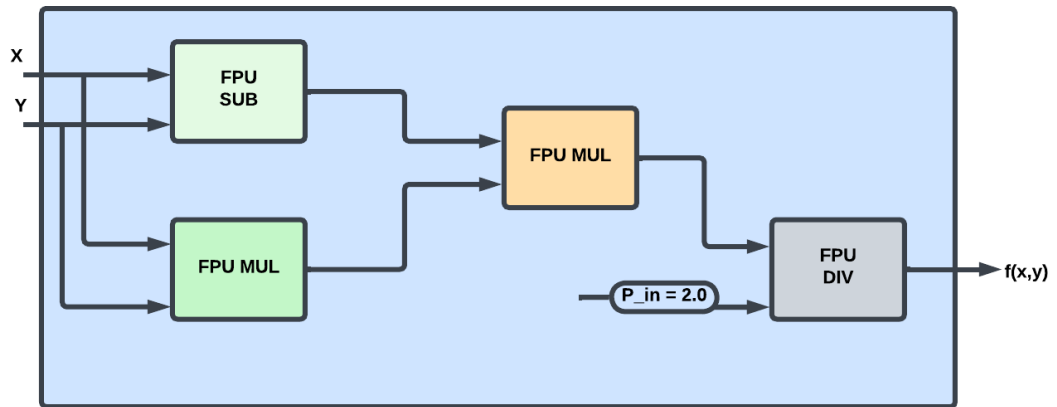 X
Y
FPU
SUB
FPU MUL
FPU MUL
P_in = 2.0
FPU
DIV
f(x,y)